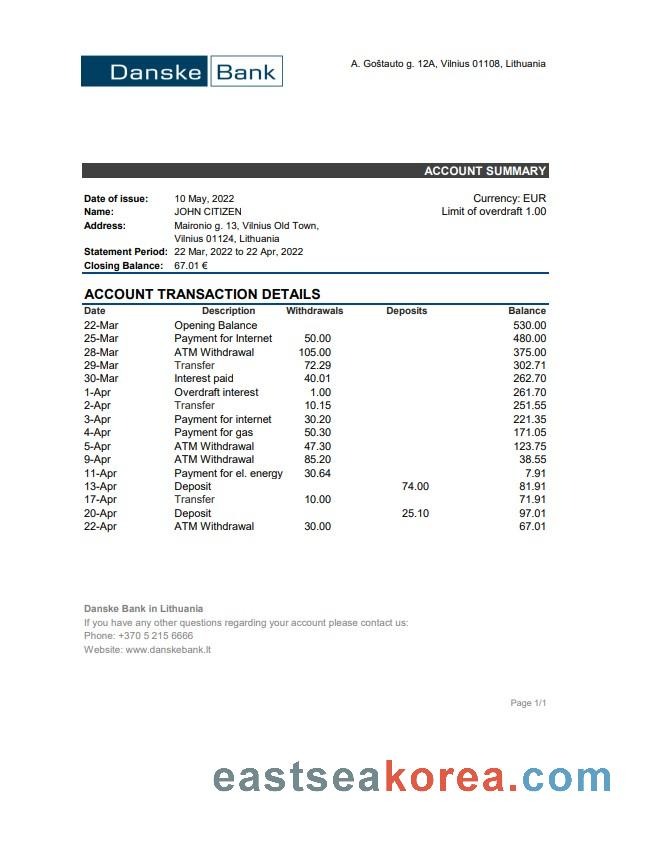 Danske Bank
A. Goštauto g. 12A, Vilnius 01108, Lithuania
ACCOUNT SUMMARY
Date of issue: 10 May, 2022 Currency: EUR
Name: JOHN CITIZEN Limit of overdraft 1.00
Address: Maironio g. 13, Vilnius Old Town,
Vilnius 01124, Lithuania
Statement Period: 22 Mar, 2022 to 22 Apr, 2022
Closing Balance: 67.01 €
ACCOUNT TRANSACTION DETAILS
Date Description Withdrawals Deposits Balance
22-Mar Opening Balance 530.00
25-Mar Payment for Internet 50.00 480.00
28-Mar ATM Withdrawal 105.00 375.00
29-Mar Transfer 72.29 302.71
30-Mar Interest paid 40.01 262.70
1-Apr Overdraft interest 1.00 261.70
2-Apr Transfer 10.15 251.55
3-Apr Payment for internet 30.20 221.35
4-Apr Payment for gas 50.30 171.05
5-Apr ATM Withdrawal 47.30 123.75
9-Apr ATM Withdrawal 85.20 38.55
11-Apr Payment for el. energy 30.64 7.91
13-Apr Deposit 74.00 81.91
17-Apr Transfer 10.00 71.91
20-Apr Deposit 25.10 97.01
22-Apr ATM Withdrawal 30.00 67.01
Danske Bank in Lithuania
If you have any other questions regarding your account please contact us:
Phone: +370 5 215 6666
Website: www.danskebank.lt
Page 1/1
eastseakorea.com